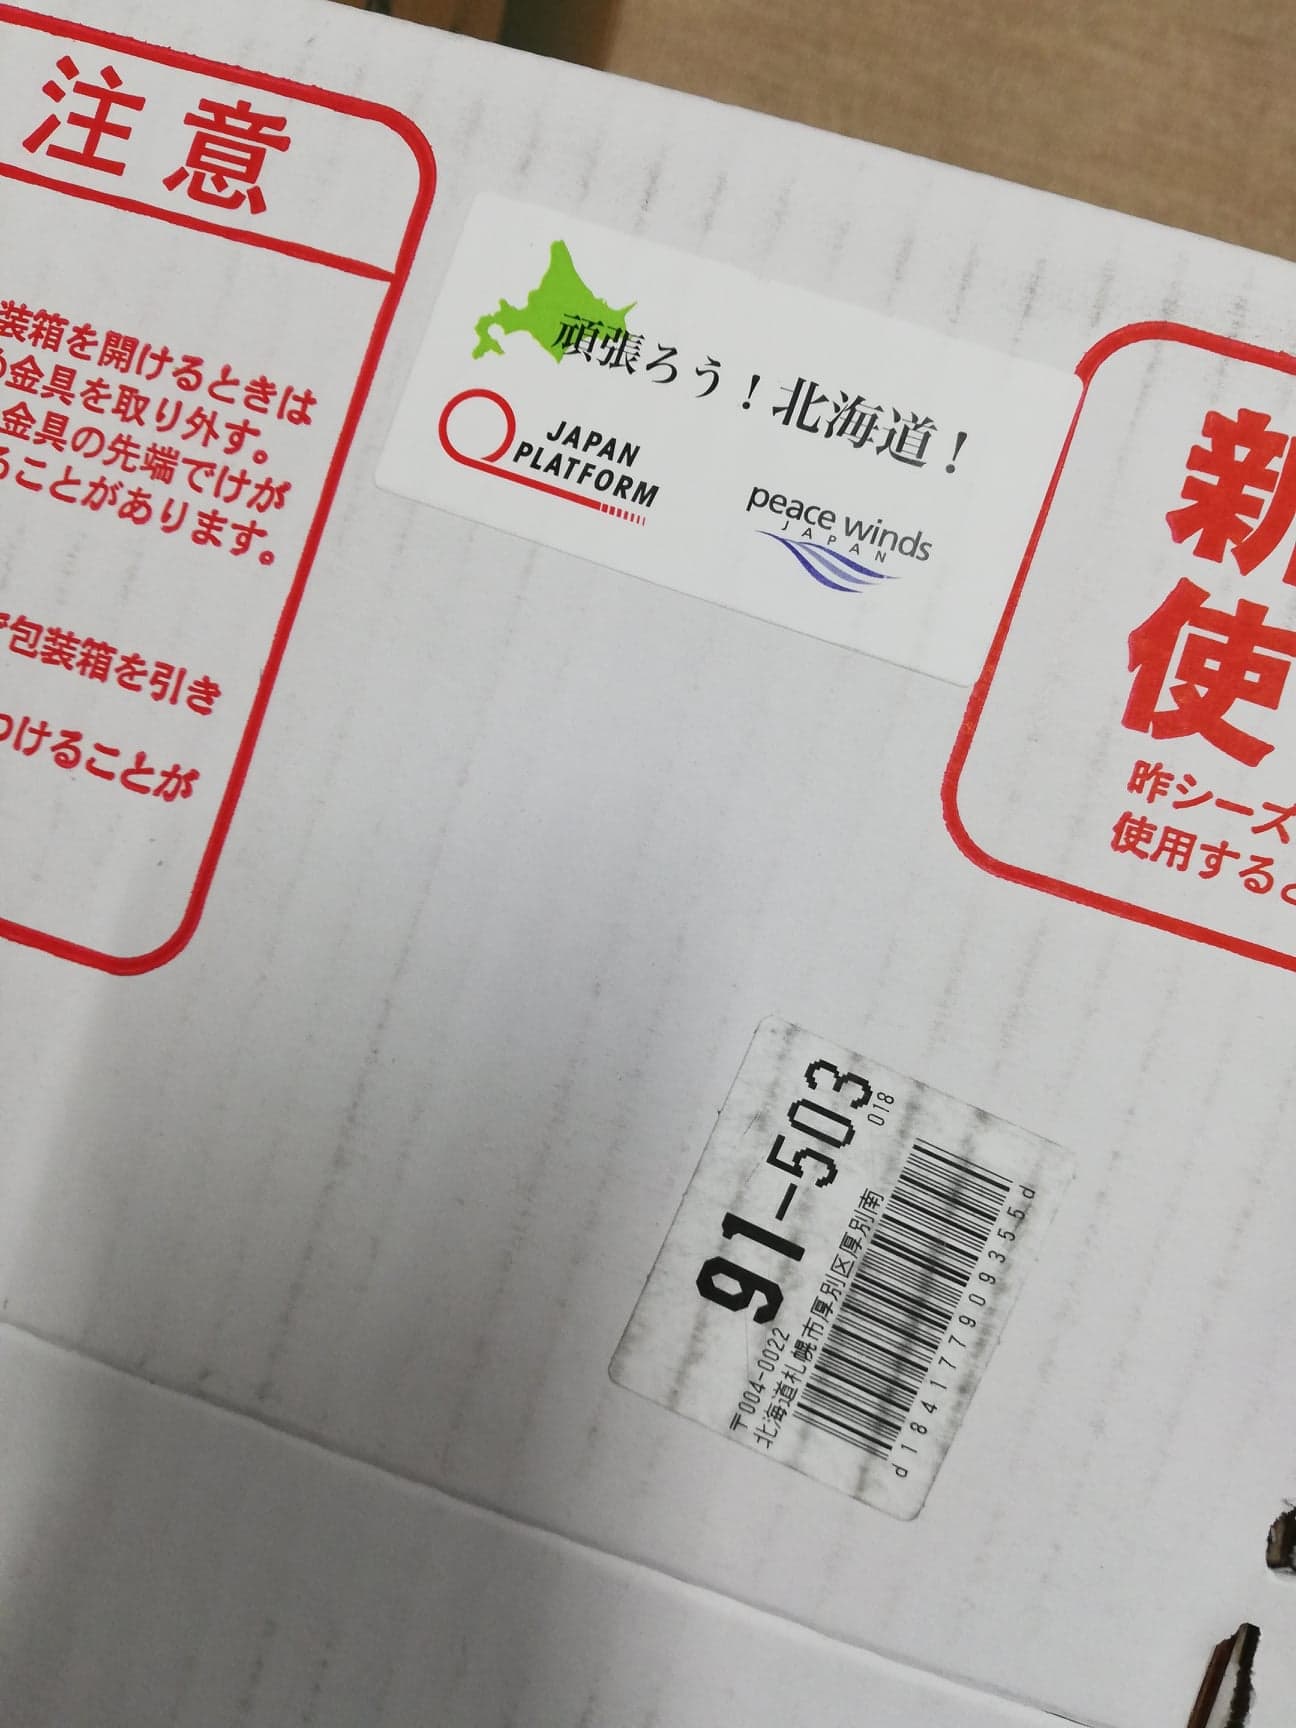 注意
装箱を開けるときは
め金具を取り外す。
金具の先端でけが
ることがあります。
で包装箱を引き
つけることが
頑張ろう！北海道！
JAPAN
PLATFORM
peace winds
JAPAN
新
使
昨シーズ
使用すると
91-503
018
〒004-0022
北海道札幌市厚別区厚別南
d184177909355d